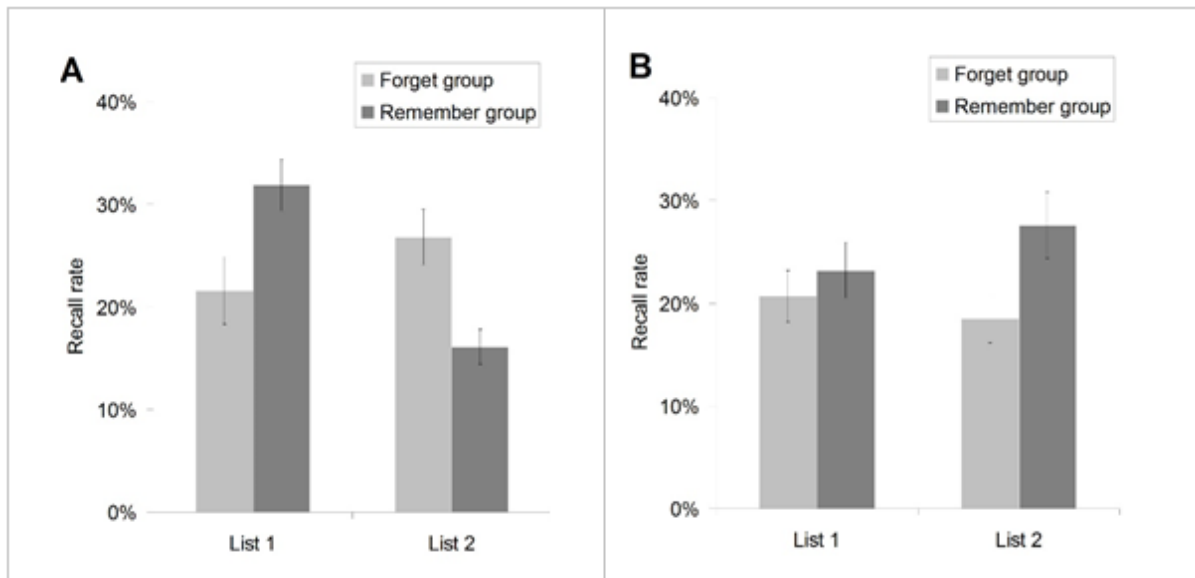 A
Forget group
Remember group
40%
30%
20%
10%
0%
Recall rate
List 1
List 2
B
Forget group
Remember group
40%
30%
20%
10%
0%
Recall rate
List 1
List 2